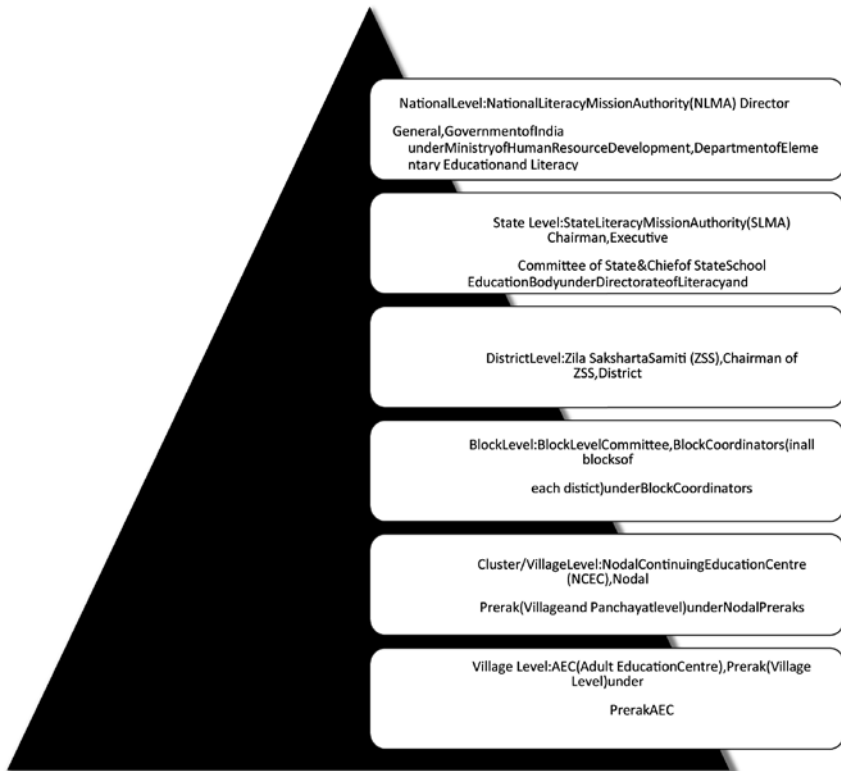 NationalLevel:NationalLiteracyMissionAuthority(NLMA) Director
General,GovernmentofIndia
underMinistryofHumanResourceDevelopment,DepartmentofEleme
ntary Educationand Literacy
State Level:StateLiteracyMissionAuthority(SLMA)
Chairman,Executive
Committee of State&Chiefof StateSchool
EducationBodyunderDirectorateofLiteracyand
DistrictLevel:Zila SakshartaSamiti (ZSS),Chairman of
ZSS,District
BlockLevel:BlockLevelCommittee,BlockCoordinators(inall
blocksof
each distict)underBlockCoordinators
Cluster/VillageLevel:NodalContinuingEducationCentre
(NCEC),Nodal
Prerak(Villageand Panchayatlevel)underNodalPreraks
Village Level:AEC(Adult EducationCentre),Prerak(Village
Level)under
PrerakAEC